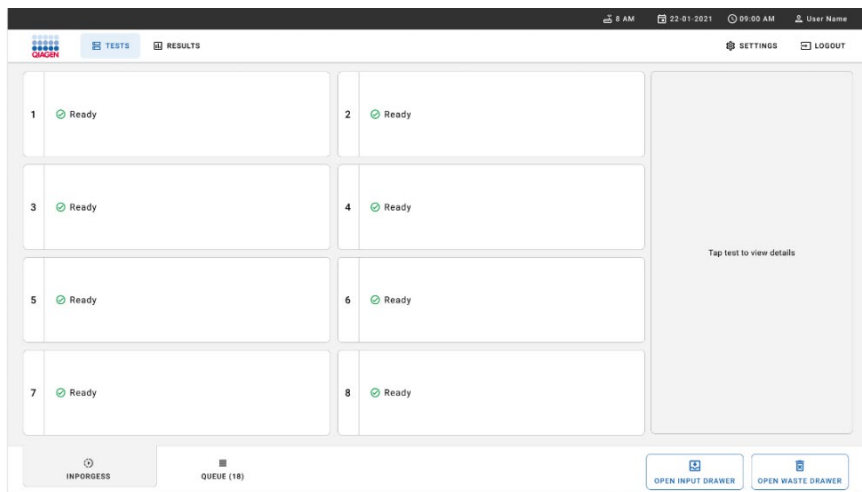 8 AM 22-01-2021 09:00 AM User Name
QIAGEN TESTS RESULTS SETTINGS LOGOUT
1 Ready
2 Ready
3 Ready
4 Ready
5 Ready
6 Ready
7 Ready
8 Ready
Tap test to view details
INPORGESS
QUEUE (18)
OPEN INPUT DRAWER
OPEN WASTE DRAWER